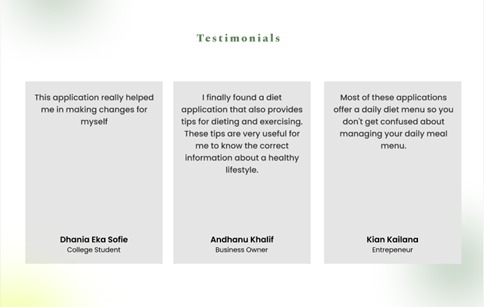 Testimonials
This application really helped
me in making changes for
myself
Dhania Eka Sofie
College Student
I finally found a diet
application that also provides
tips for dieting and exercising.
These tips are very useful for
me to know the correct
information about a healthy
lifestyle.
Andhanu Khalif
Business Owner
Most of these applications
offer a daily diet menu so you
don't get confused about
managing your daily meal
menu.
Kian Kailana
Entrepeneur